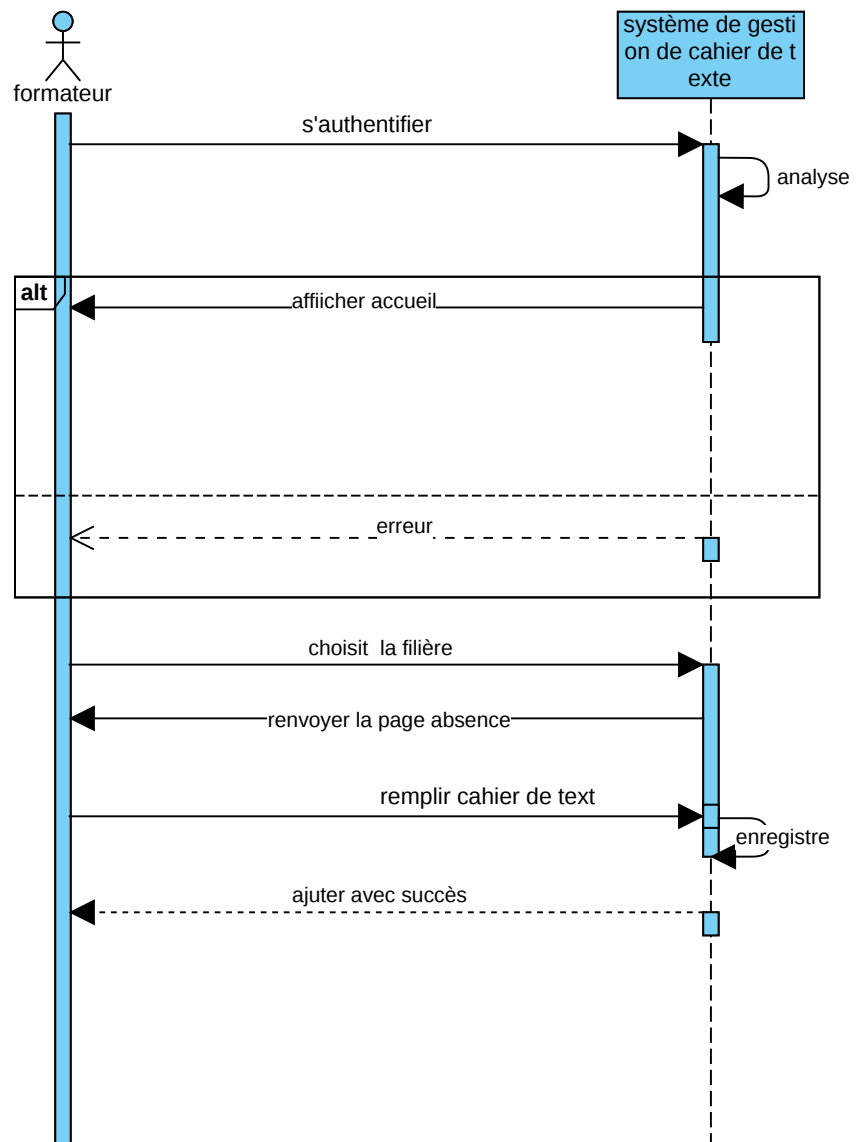 système de gesti
on de cahier de t
exte
formateur
s'authentifier
analyse
alt
affiicher accueil
erreur
choisit  la filière
renvoyer la page absence
remplir cahier de text
enregistre
ajuter avec succès